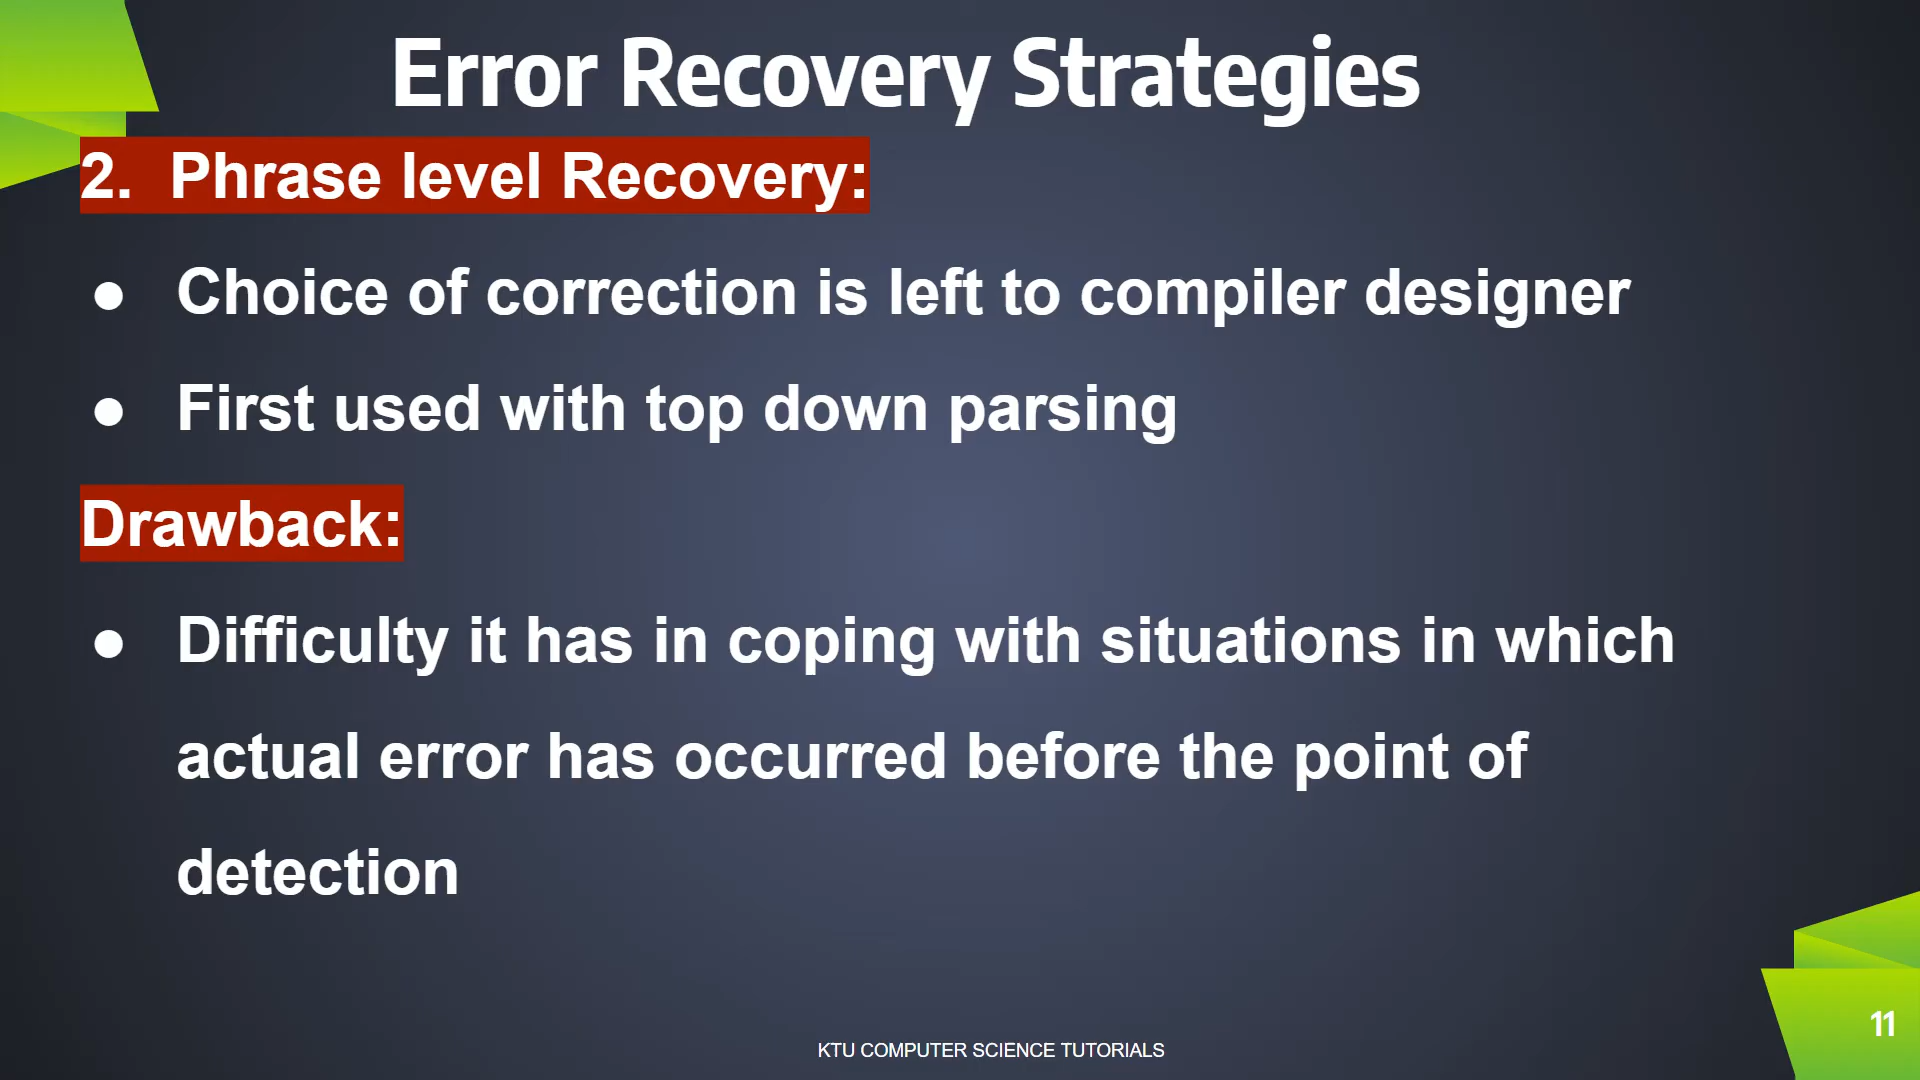 Error Recovery Strategies
2. Phrase level Recovery:
● Choice of correction is left to compiler designer
● First used with top down parsing
Drawback:
● Difficulty it has in coping with situations in which
actual error has occurred before the point of
detection
11
KTU COMPUTER SCIENCE TUTORIALS